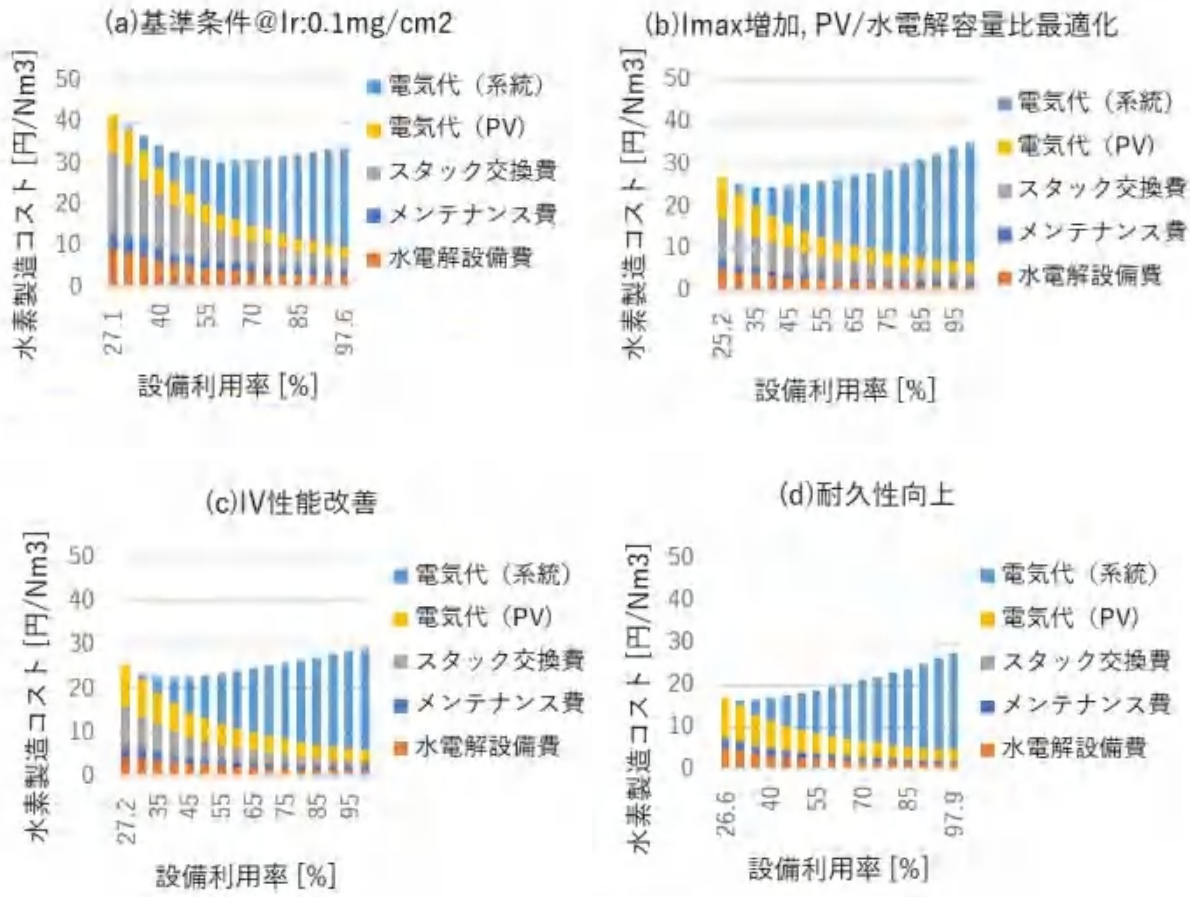 (a)基準条件@Ir:0.1mg/cm2
水素製造コスト [円/Nm3]
50
40
30
20
10
0
27.1
40
55
70
85
97.6
設備利用率 [%]
電気代（系統）
電気代（PV）
スタック交換費
メンテナンス費
水電解設備費
(b)Imax増加, PV/水電解容量比最適化
水素製造コスト [円/Nm3]
50
40
30
20
10
0
25.2
35
45
55
65
75
85
95
設備利用率 [%]
電気代（系統）
電気代（PV）
スタック交換費
メンテナンス費
水電解設備費
(c)IV性能改善
水素製造コスト [円/Nm3]
50
40
30
20
10
0
27.2
35
45
55
65
75
85
95
設備利用率 [%]
電気代（系統）
電気代（PV）
スタック交換費
メンテナンス費
水電解設備費
(d)耐久性向上
水素製造コスト [円/Nm3]
50
40
30
20
10
0
26.6
40
55
70
85
97.9
設備利用率 [%]
電気代（系統）
電気代（PV）
スタック交換費
メンテナンス費
水電解設備費